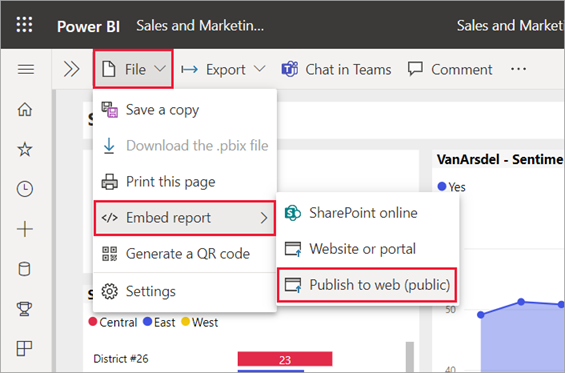 Power BI Sales and Marketin... Sales and Marketing
File Export Chat in Teams Comment ...
Save a copy
Download the .pbix file
Print this page
</> Embed report
Generate a QR code
Settings
SharePoint online
Website or portal
Publish to web (public)
VanArsdel - Sentime
Yes
50
40
S
S
Central East West
District #26 23